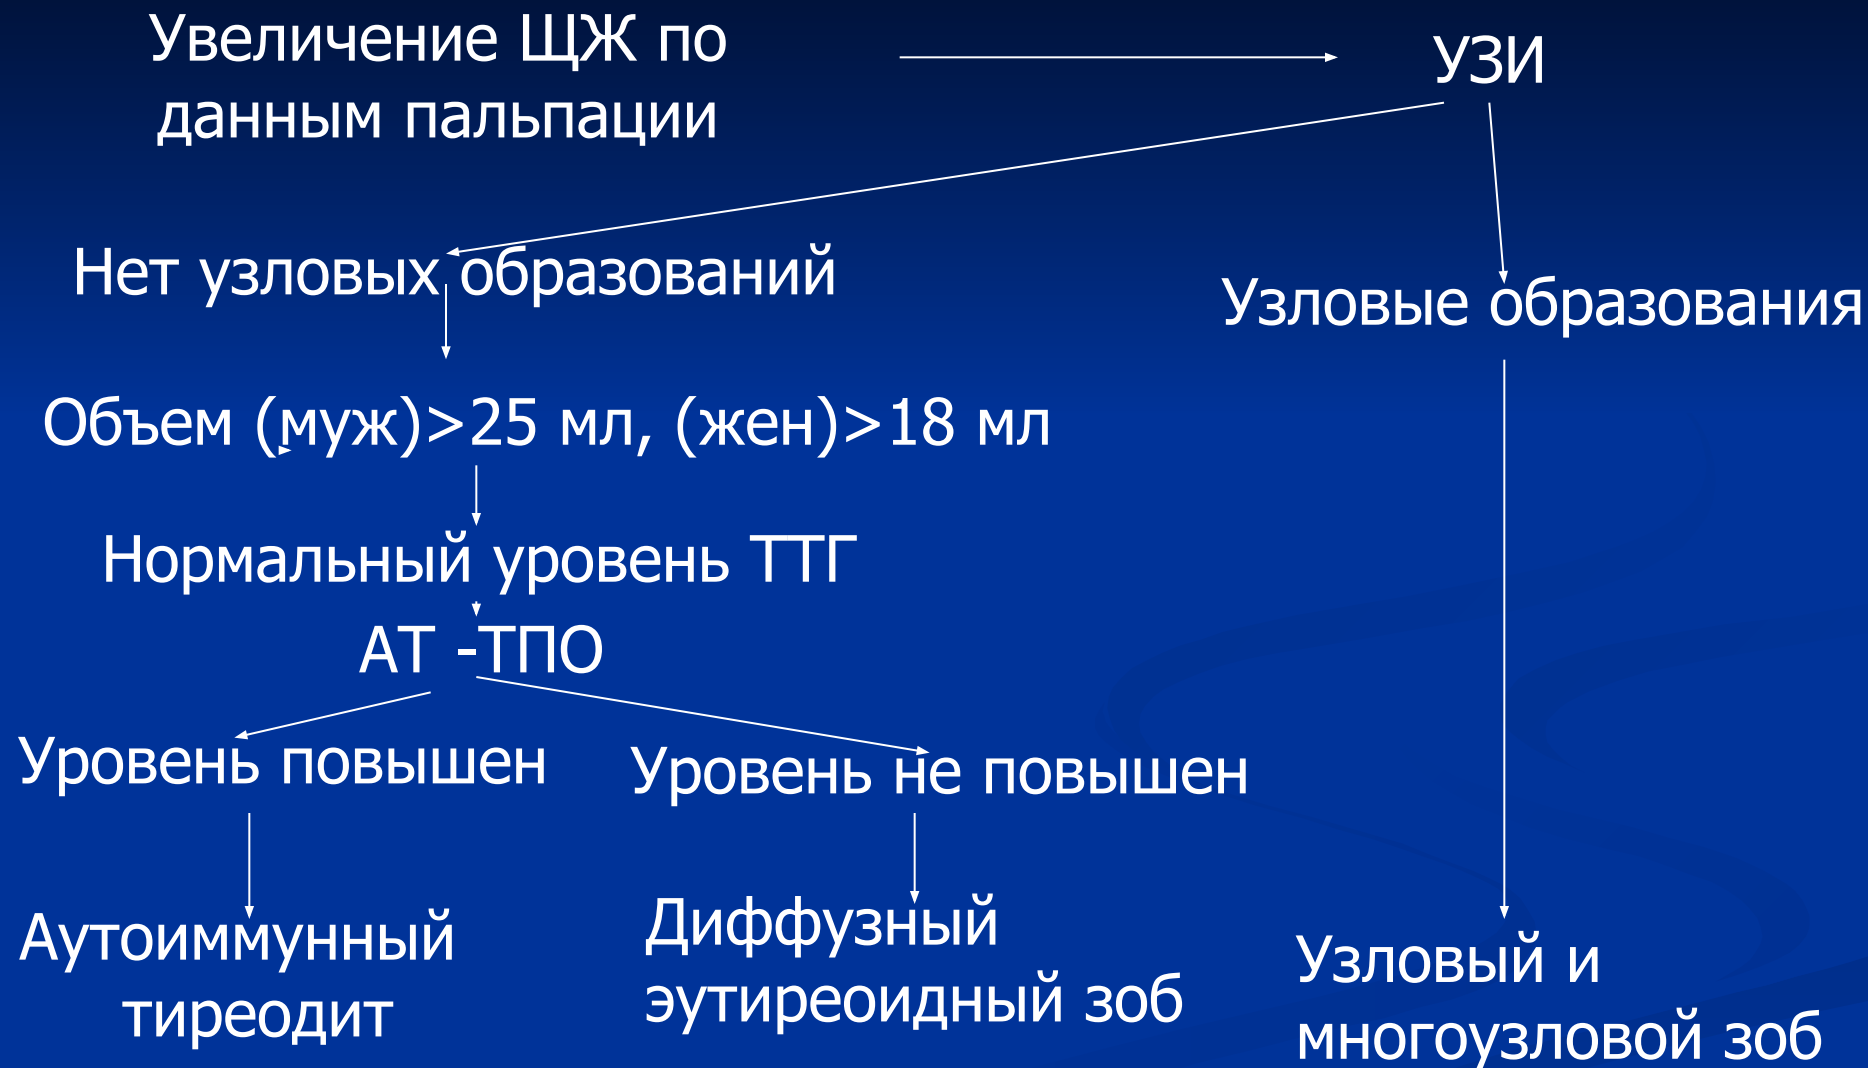 Увеличение ЩЖ по
данным пальпации
УЗИ
Нет узловых образований
Узловые образования
Объем (муж)>25 мл, (жен)>18 мл
Нормальный уровень ТТГ
АТ -ТПО
Уровень повышен
Уровень не повышен
Аутоиммунный
тиреодит
Диффузный
эутиреоидный зоб
Узловый и
многоузловой зоб